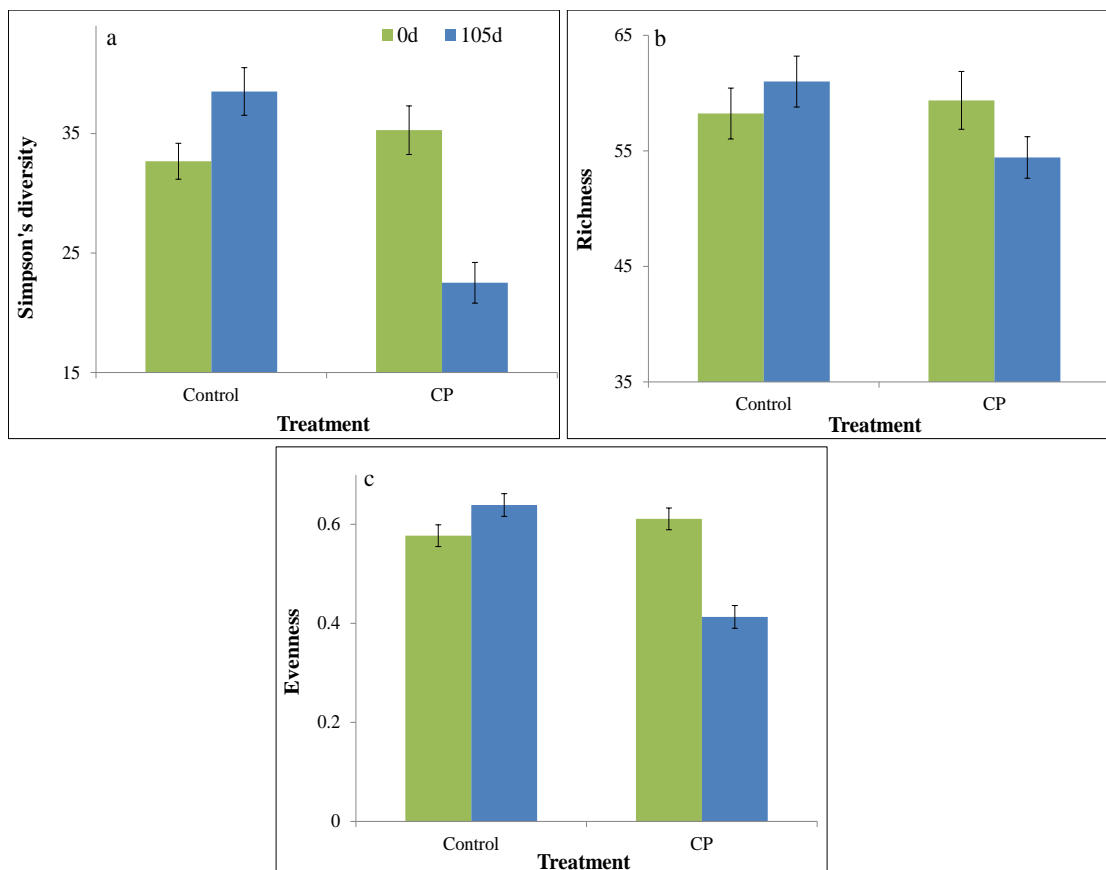 a
0d 105d
35
25
15
Simpson's diversity
Control CP
Treatment
b
65
55
45
35
Richness
Control CP
Treatment
c
0.6
0.4
0.2
0
Evenness
Control CP
Treatment